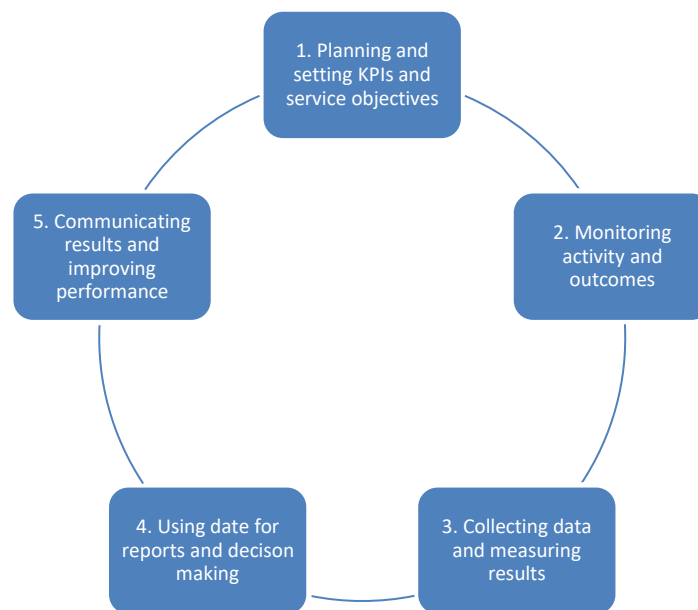 1. Planning and
setting KPIs and
service objectives
2. Monitoring
activity and
outcomes
3. Collecting data
and measuring
results
4. Using date for
reports and decison
making
5. Communicating
results and
improving
performance